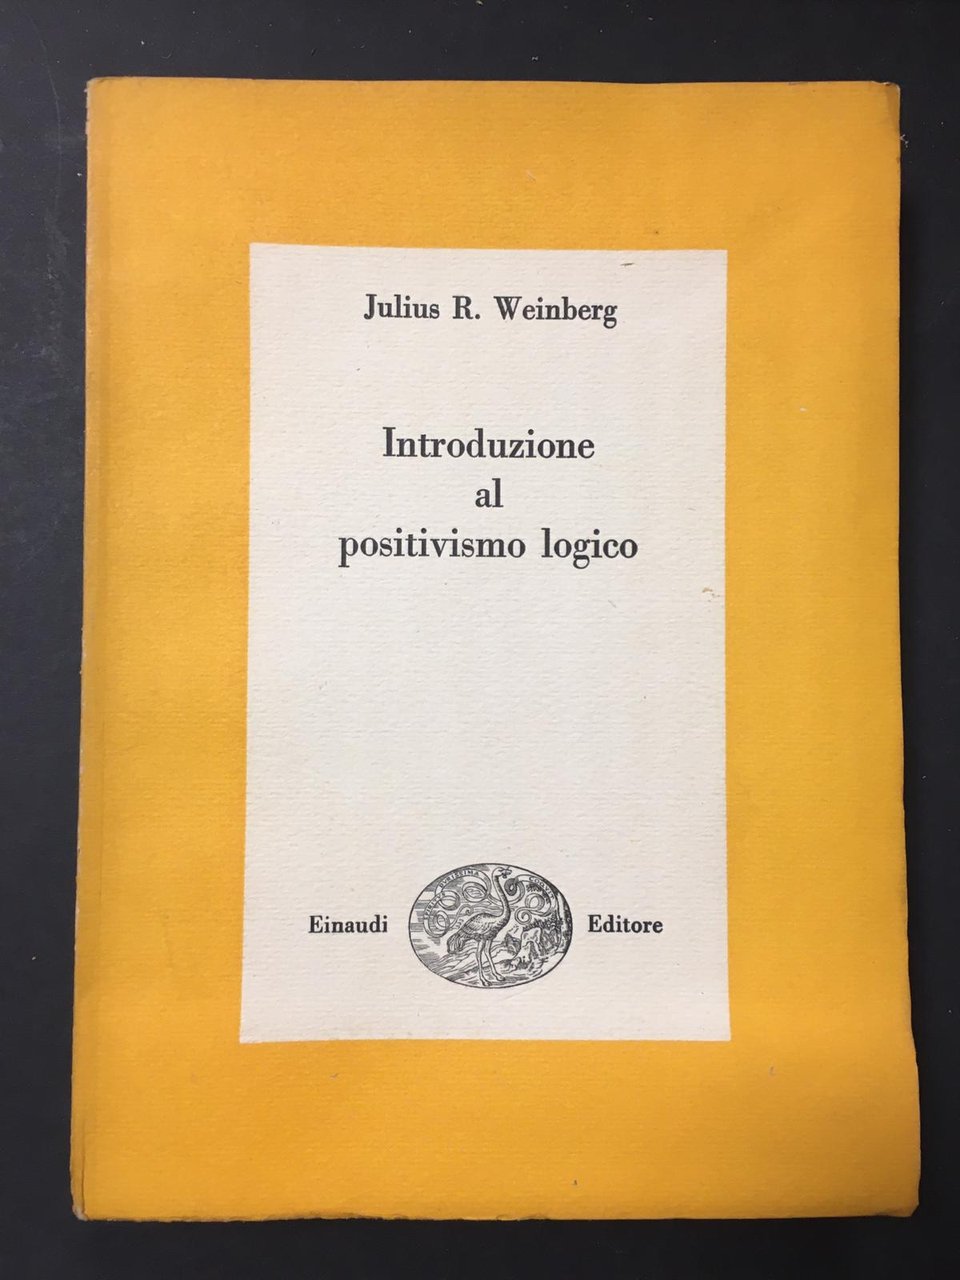 Julius R. Weinberg
Introduzione
al
positivismo logico
Einaudi Editore